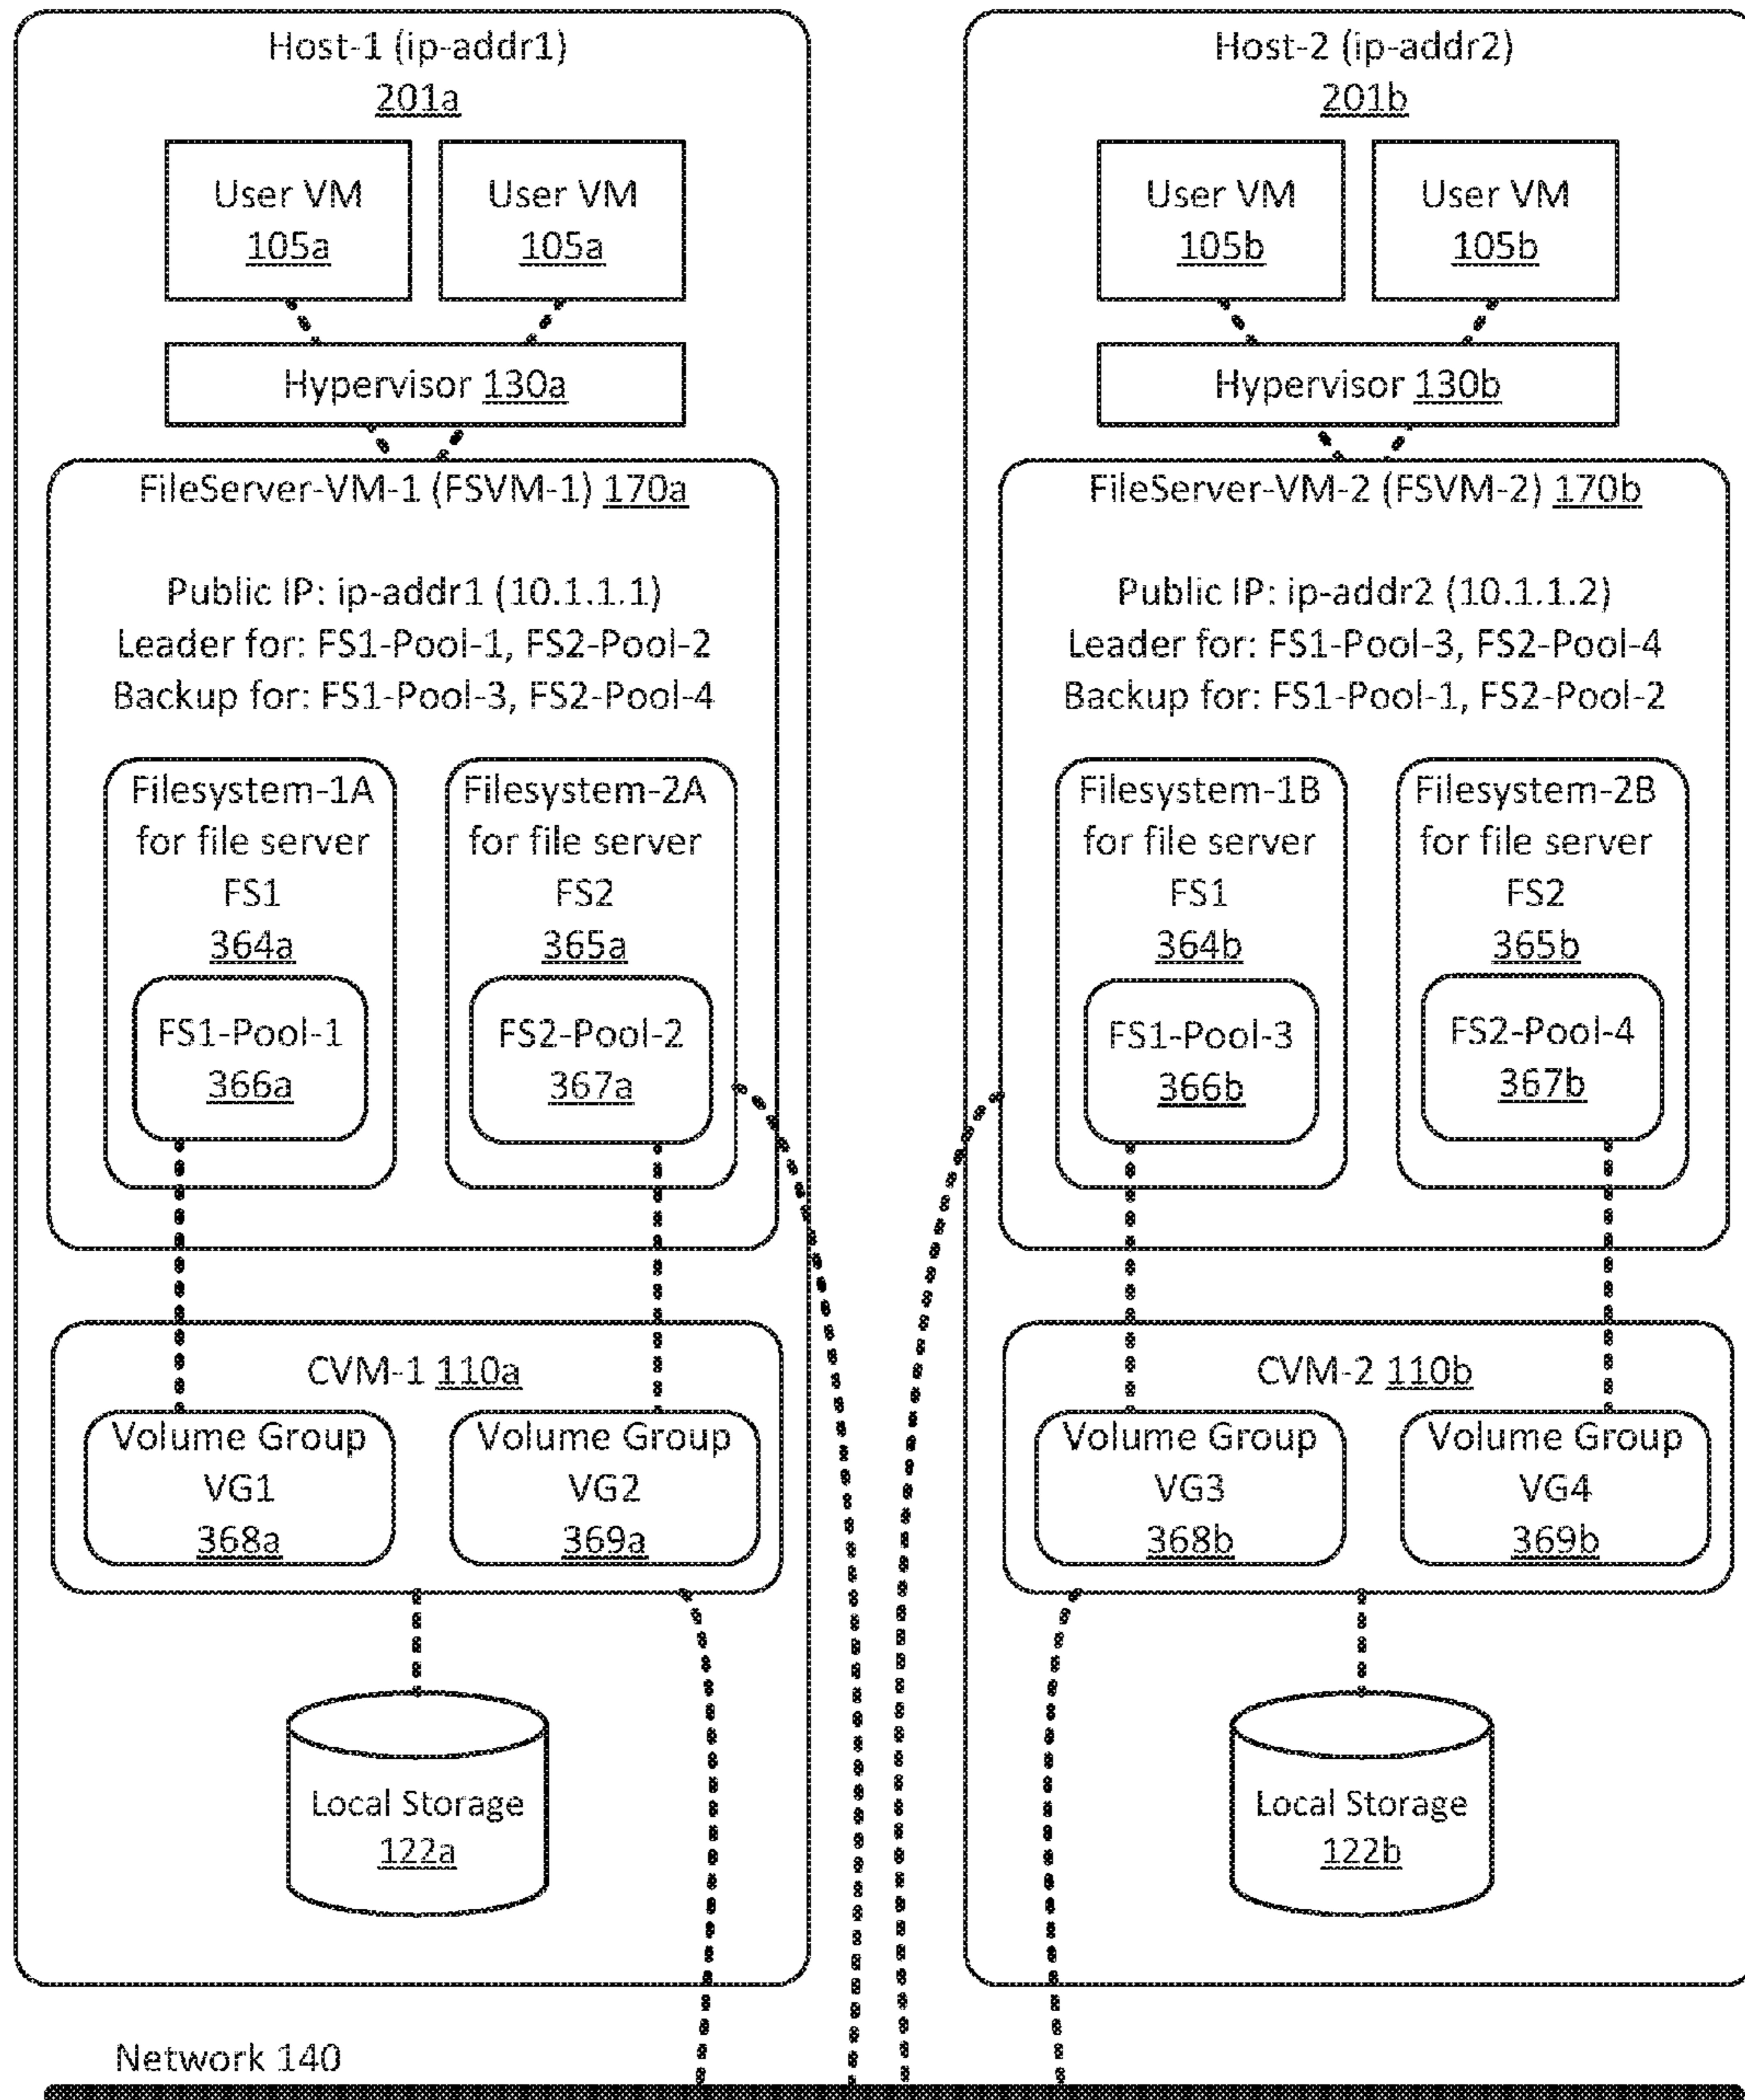 Host-1 (ip-addr1)
201a
User VM
105a
User VM
105a
Hypervisor 130a
FileServer-VM-1 (FSVM-1) 170a
Public IP: ip-addr1 (10.1.1.1)
Leader for: FS1-Pool-1, FS2-Pool-2
Backup for: FS1-Pool-3, FS2-Pool-4
Filesystem-1A
for file server
FS1
364a
FS1-Pool-1
366a
Filesystem-2A
for file server
FS2
365a
FS2-Pool-2
367a
CVM-1 110a
Volume Group
VG1
368a
Volume Group
VG2
369a
Local Storage
122a
Host-2 (ip-addr2)
201b
User VM
105b
User VM
105b
Hypervisor 130b
FileServer-VM-2 (FSVM-2) 170b
Public IP: ip-addr2 (10.1.1.2)
Leader for: FS1-Pool-3, FS2-Pool-4
Backup for: FS1-Pool-1, FS2-Pool-2
Filesystem-1B
for file server
FS1
364b
FS1-Pool-3
366b
Filesystem-2B
for file server
FS2
365b
FS2-Pool-4
367b
CVM-2 110b
Volume Group
VG3
368b
Volume Group
VG4
369b
Local Storage
122b
Network 140